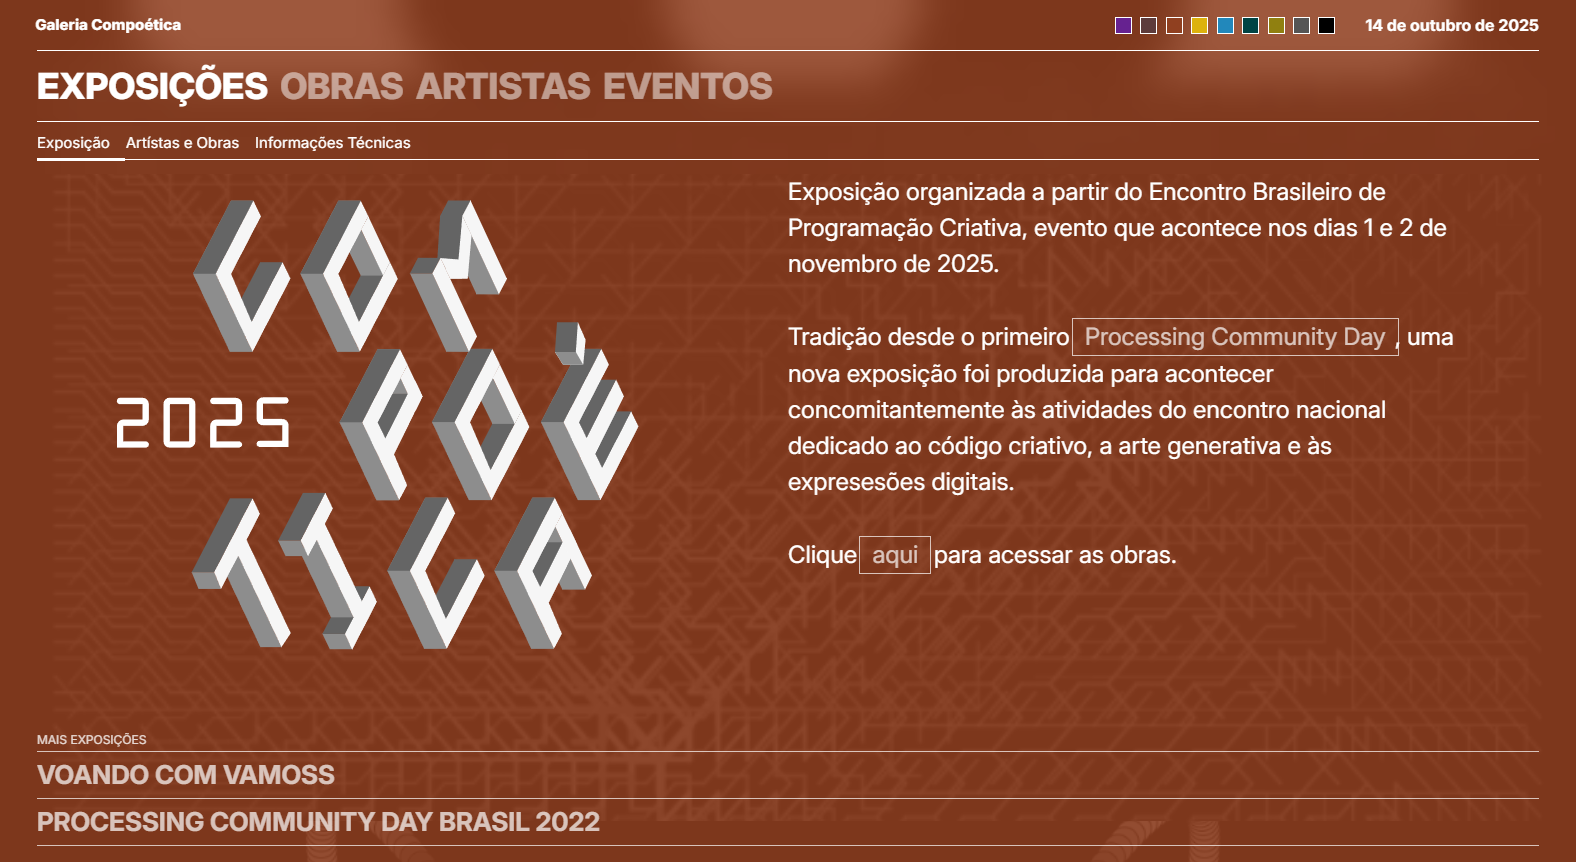 Galeria Compoética
14 de outubro de 2025
EXPOSIÇÕES OBRAS ARTISTAS EVENTOS
Exposição Artístas e Obras Informações Técnicas
COM
2025 POÉ
TICA
Exposição organizada a partir do Encontro Brasileiro de
Programação Criativa, evento que acontece nos dias 1 e 2 de
novembro de 2025.
Tradição desde o primeiro Processing Community Day , uma
nova exposição foi produzida para acontecer
concomitantemente às atividades do encontro nacional
dedicado ao código criativo, a arte generativa e às
expresesões digitais.
Clique aqui para acessar as obras.
MAIS EXPOSIÇÕES
VOANDO COM VAMOSS
PROCESSING COMMUNITY DAY BRASIL 2022